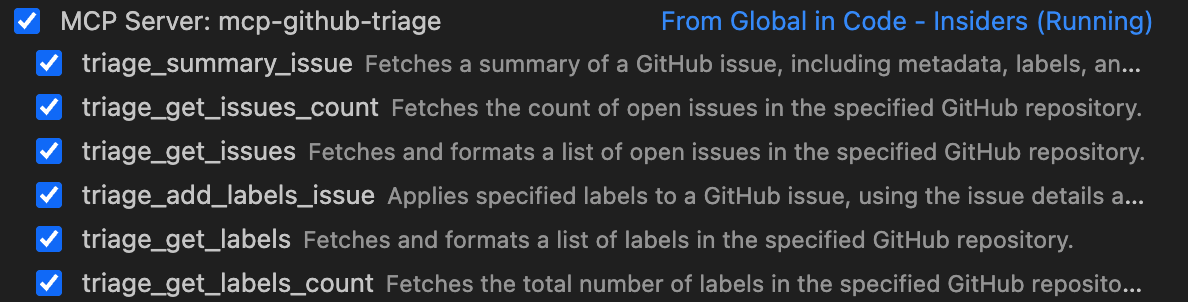 MCP Server: mcp-github-triage From Global in Code - Insiders (Running)
triage_summary_issue Fetches a summary of a GitHub issue, including metadata, labels, an...
triage_get_issues_count Fetches the count of open issues in the specified GitHub repository.
triage_get_issues Fetches and formats a list of open issues in the specified GitHub repository.
triage_add_labels_issue Applies specified labels to a GitHub issue, using the issue details a...
triage_get_labels Fetches and formats a list of labels in the specified GitHub repository.
triage_get_labels_count Fetches the total number of labels in the specified GitHub reposito...